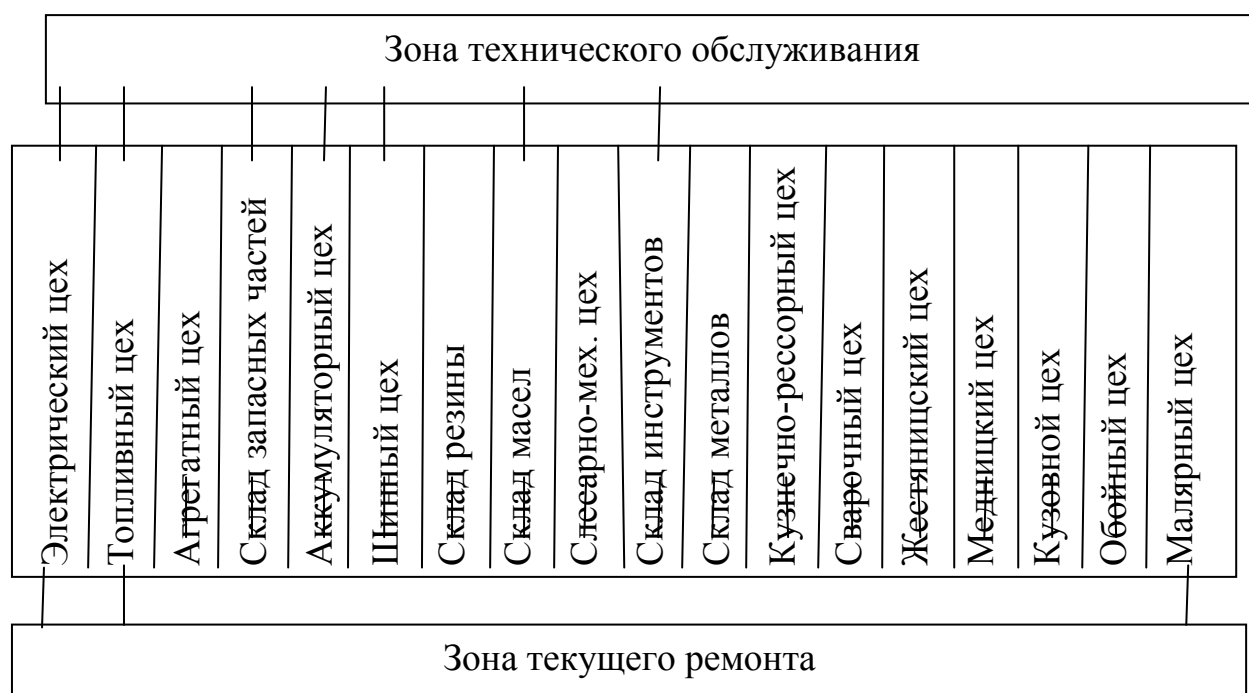 Зона технического обслуживания
Электрический цех
Топливный цех
Агрегатный цех
Склад запасных частей
Аккумуляторный цех
Шинный цех
Склад резины
Склад масел
Слесарно-мех. цех
Склад инструментов
Склад металлов
Кузнечно-рессорный цех
Сварочный цех
Жестяницский цех
Медницкий цех
Кузовной цех
Обойный цех
Малярный цех
Зона текущего ремонта